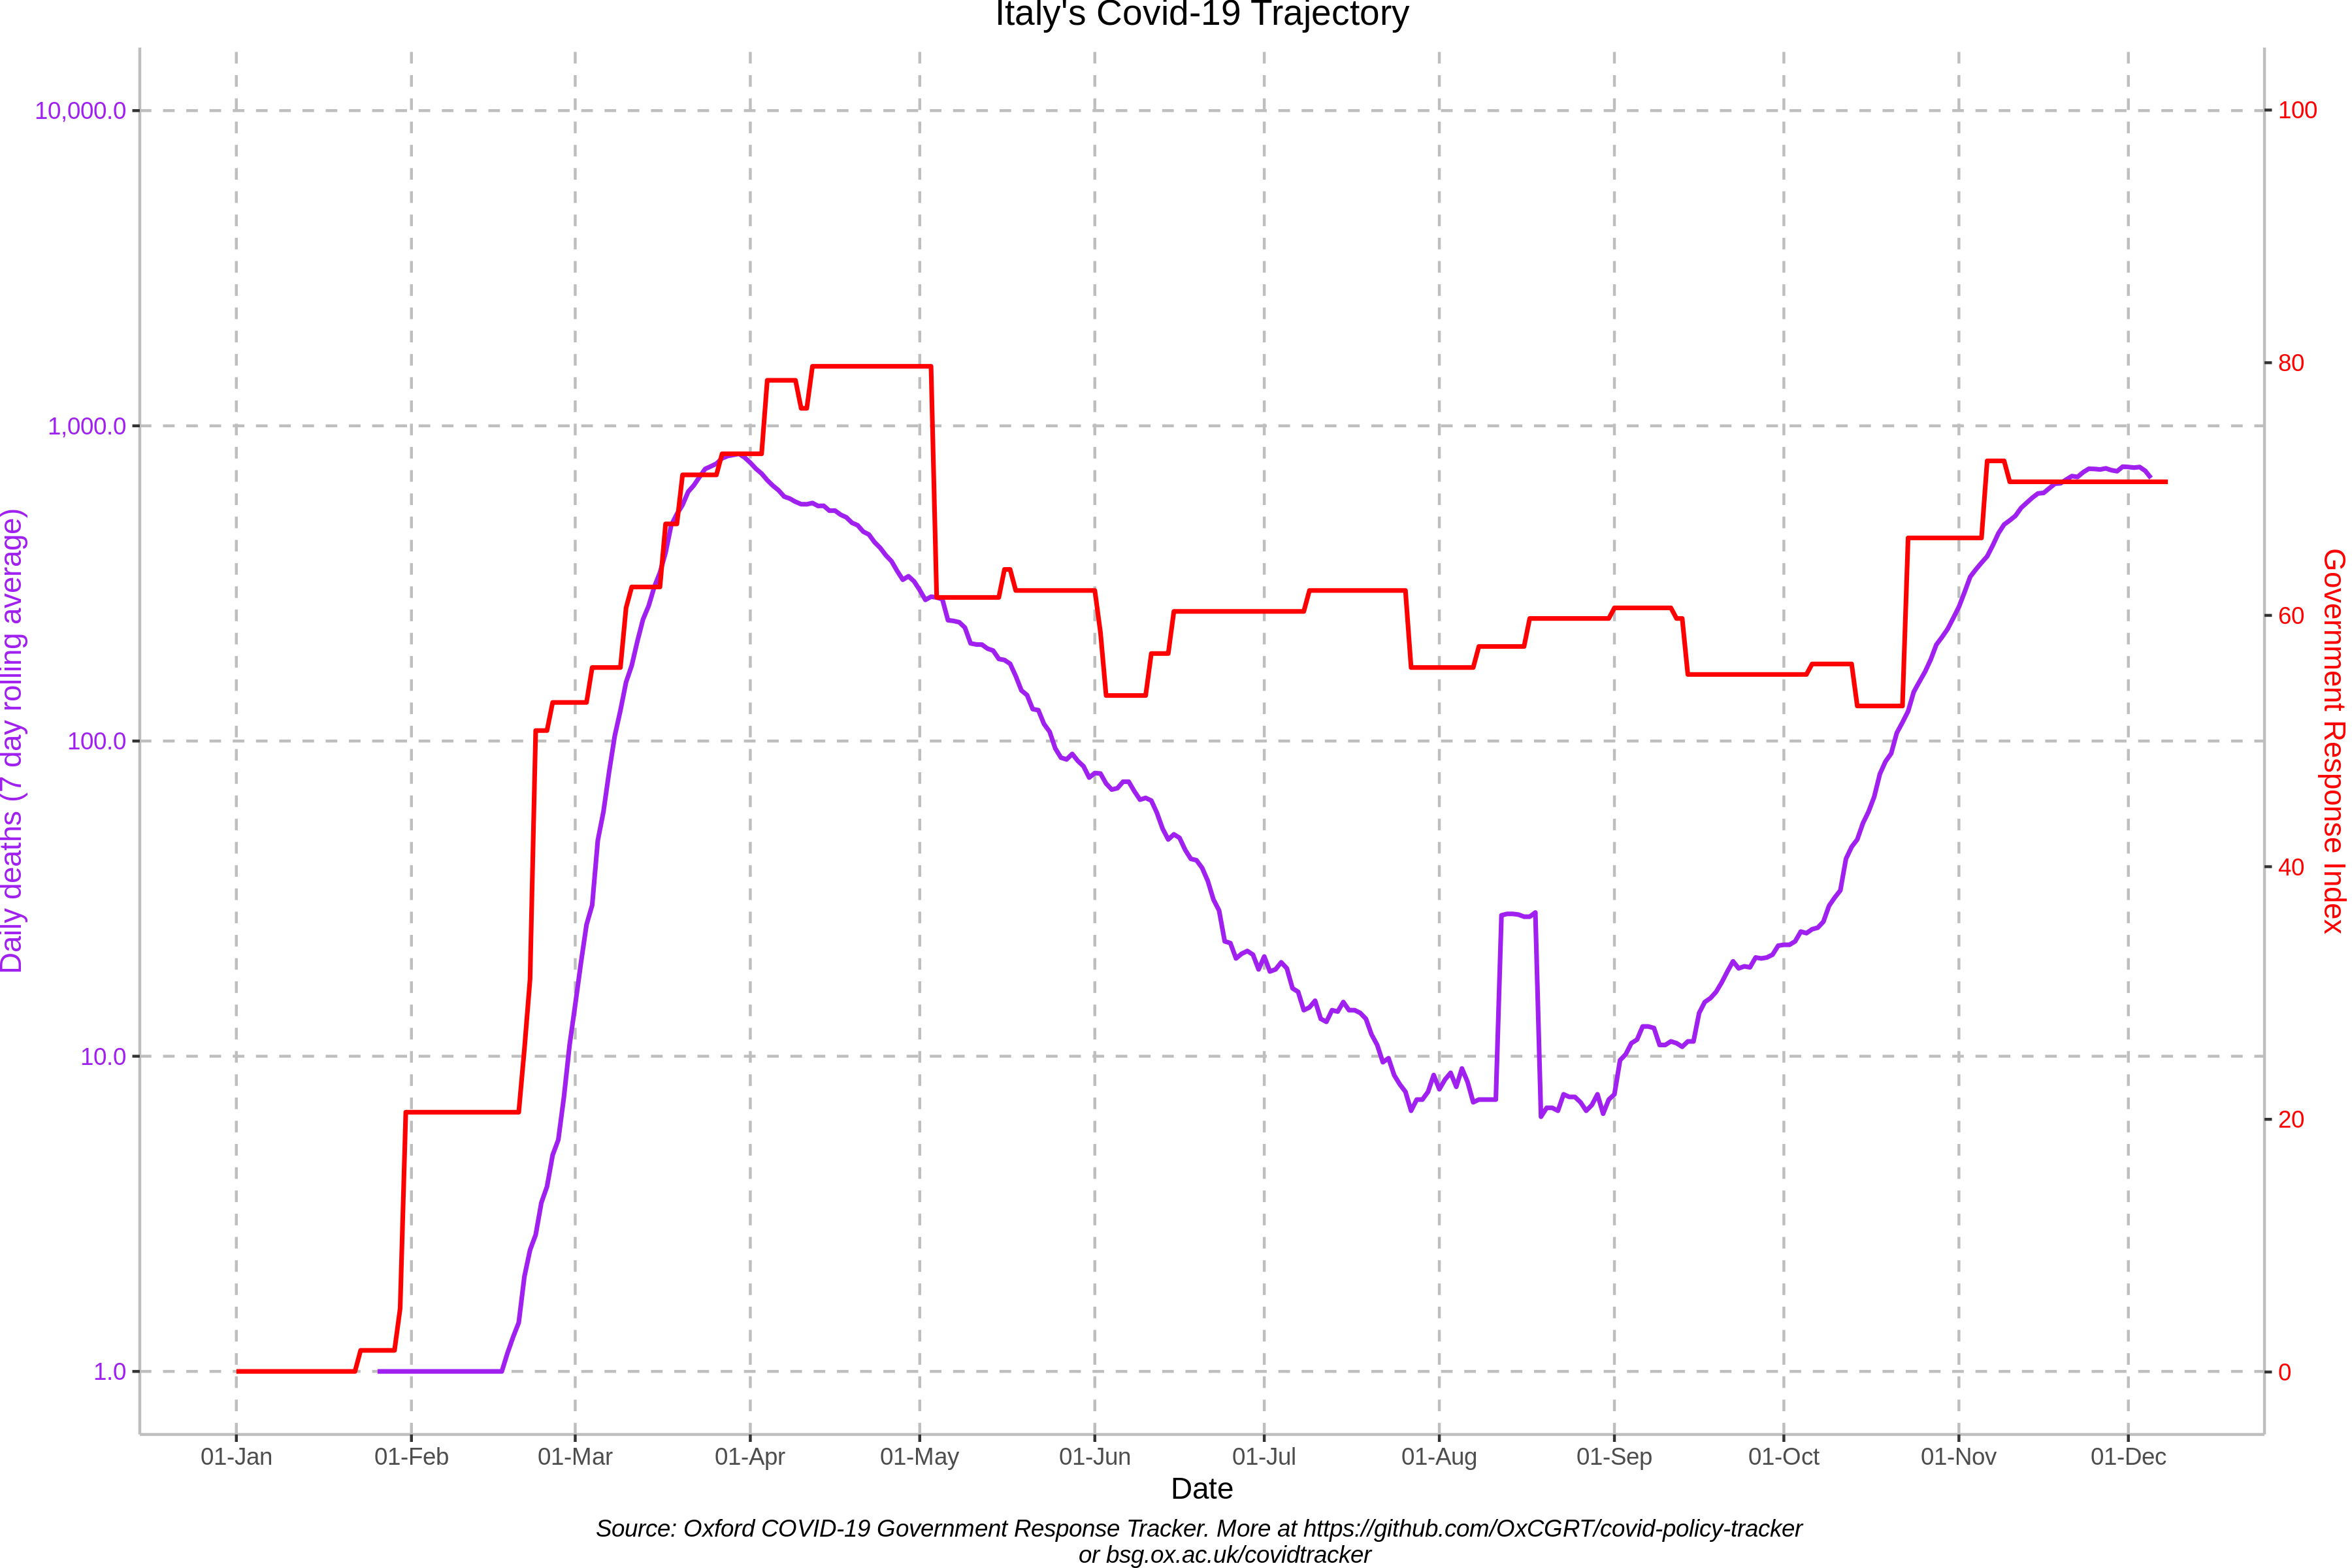 Italy's Covid-19 Trajectory
10,000.0
1,000.0
100.0
10.0
1.0
Daily deaths (7 day rolling average)
100
80
60
40
20
0
Government Response Index
01-Jan 01-Feb 01-Mar 01-Apr 01-May 01-Jun 01-Jul 01-Aug 01-Sep 01-Oct 01-Nov 01-Dec
Date
Source: Oxford COVID-19 Government Response Tracker. More at https://github.com/OxCGRT/covid-policy-tracker
or bsg.ox.ac.uk/covidtracker